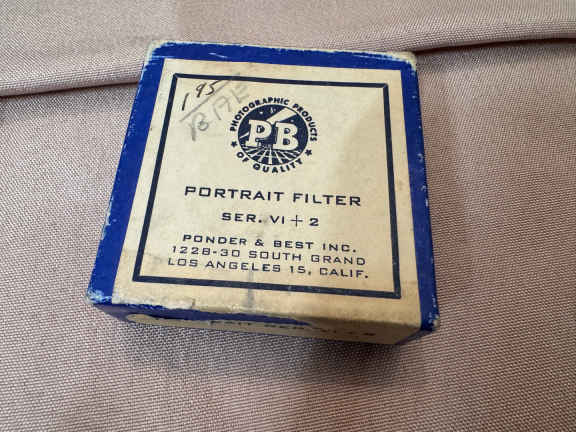 1.95
PHOTOGRAPHIC PRODUCTS
PB
OF QUALITY
PORTRAIT FILTER
SER. VI + 2
PONDER & BEST INC.
1228-30 SOUTH GRAND
LOS ANGELES 15, CALIF.